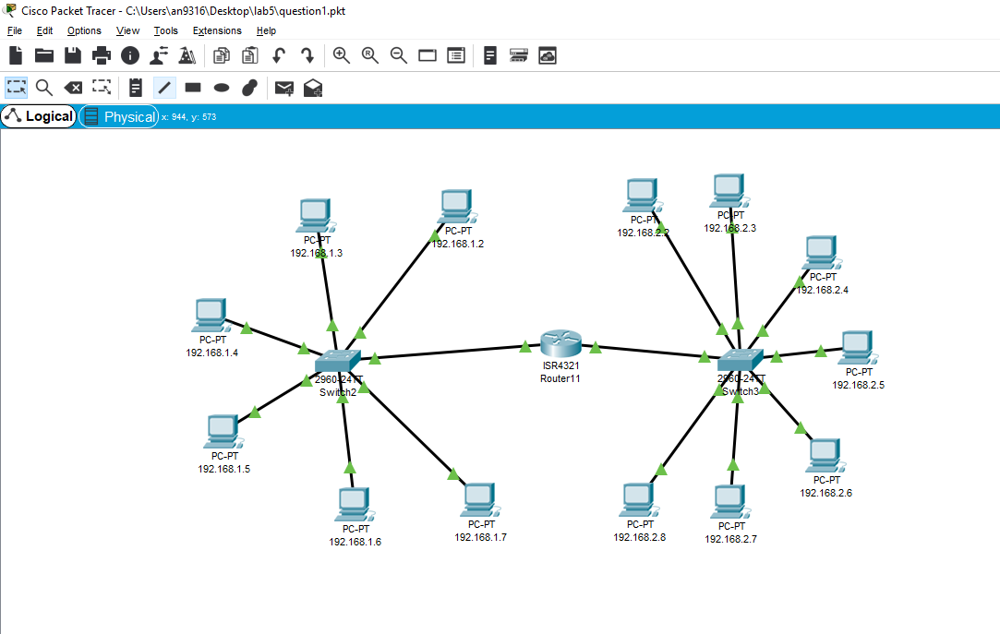 Cisco Packet Tracer - C:\Users\an9316\Desktop\lab5\question1.pkt
File Edit Options View Tools Extensions Help
Logical Physical x: 944, y: 573
PC-PT
192.168.1.3
PC-PT
192.168.1.2
PC-PT
192.168.2.2
PC-PT
192.168.2.3
PC-PT
192.168.2.4
PC-PT
192.168.1.4
2960-24TT
Switch2
ISR4321
Router11
2960-24TT
Switch3
PC-PT
192.168.2.5
PC-PT
192.168.1.5
PC-PT
192.168.2.6
PC-PT
192.168.1.6
PC-PT
192.168.1.7
PC-PT
192.168.2.8
PC-PT
192.168.2.7